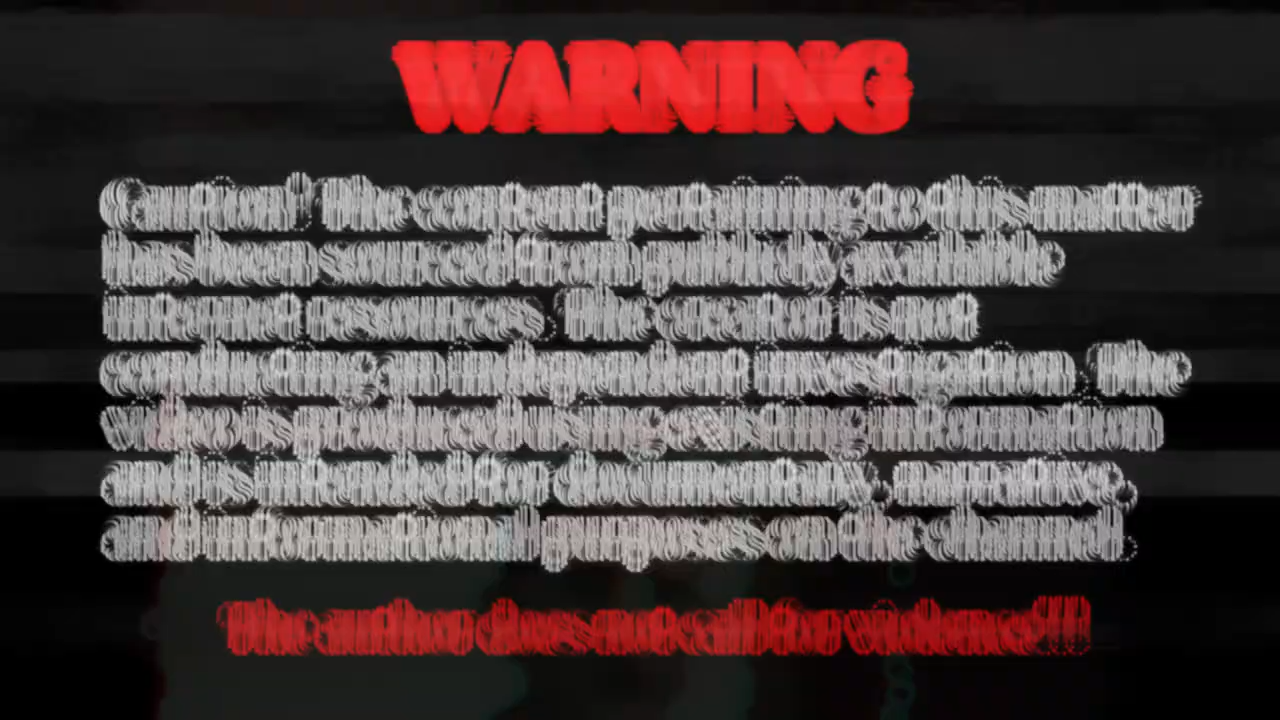 WARNING
Caution! The content pertaining to this matter
has been sourced from publicly available
internet resources. The creator is not
conducting an independent investigation. The
video is published using existing information
and is intended for documentary, narrative,
and informational purposes on the channel.
The author does not call for violence!!!